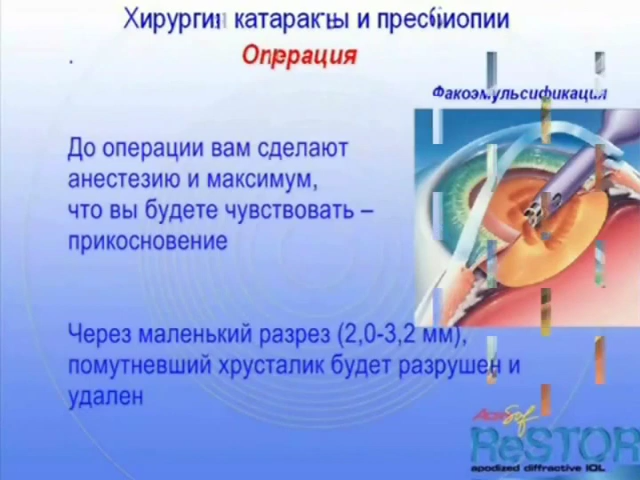 Хирургия катаракты и пресбиопии
Операция
Факоэмульсификация
До операции вам сделают
анестезию и максимум,
что вы будете чувствовать –
прикосновение
Через маленький разрез (2,0-3,2 мм),
помутневший хрусталик будет разрушен и
удален
AcrySof
ReSTOR
apodized diffractive IOL